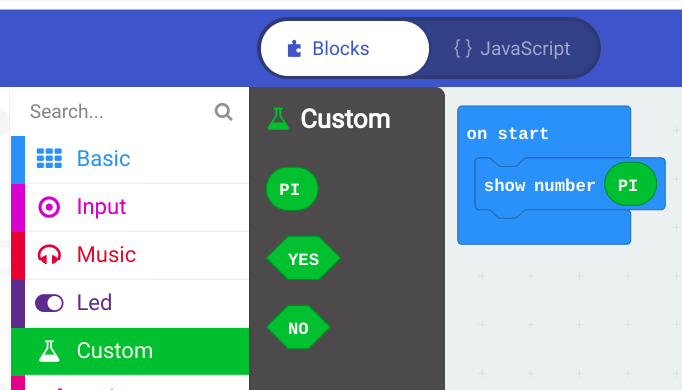 Blocks
{ } JavaScript
Search...
Basic
Input
Music
Led
Custom
Custom
PI
YES
NO
on start
show number PI